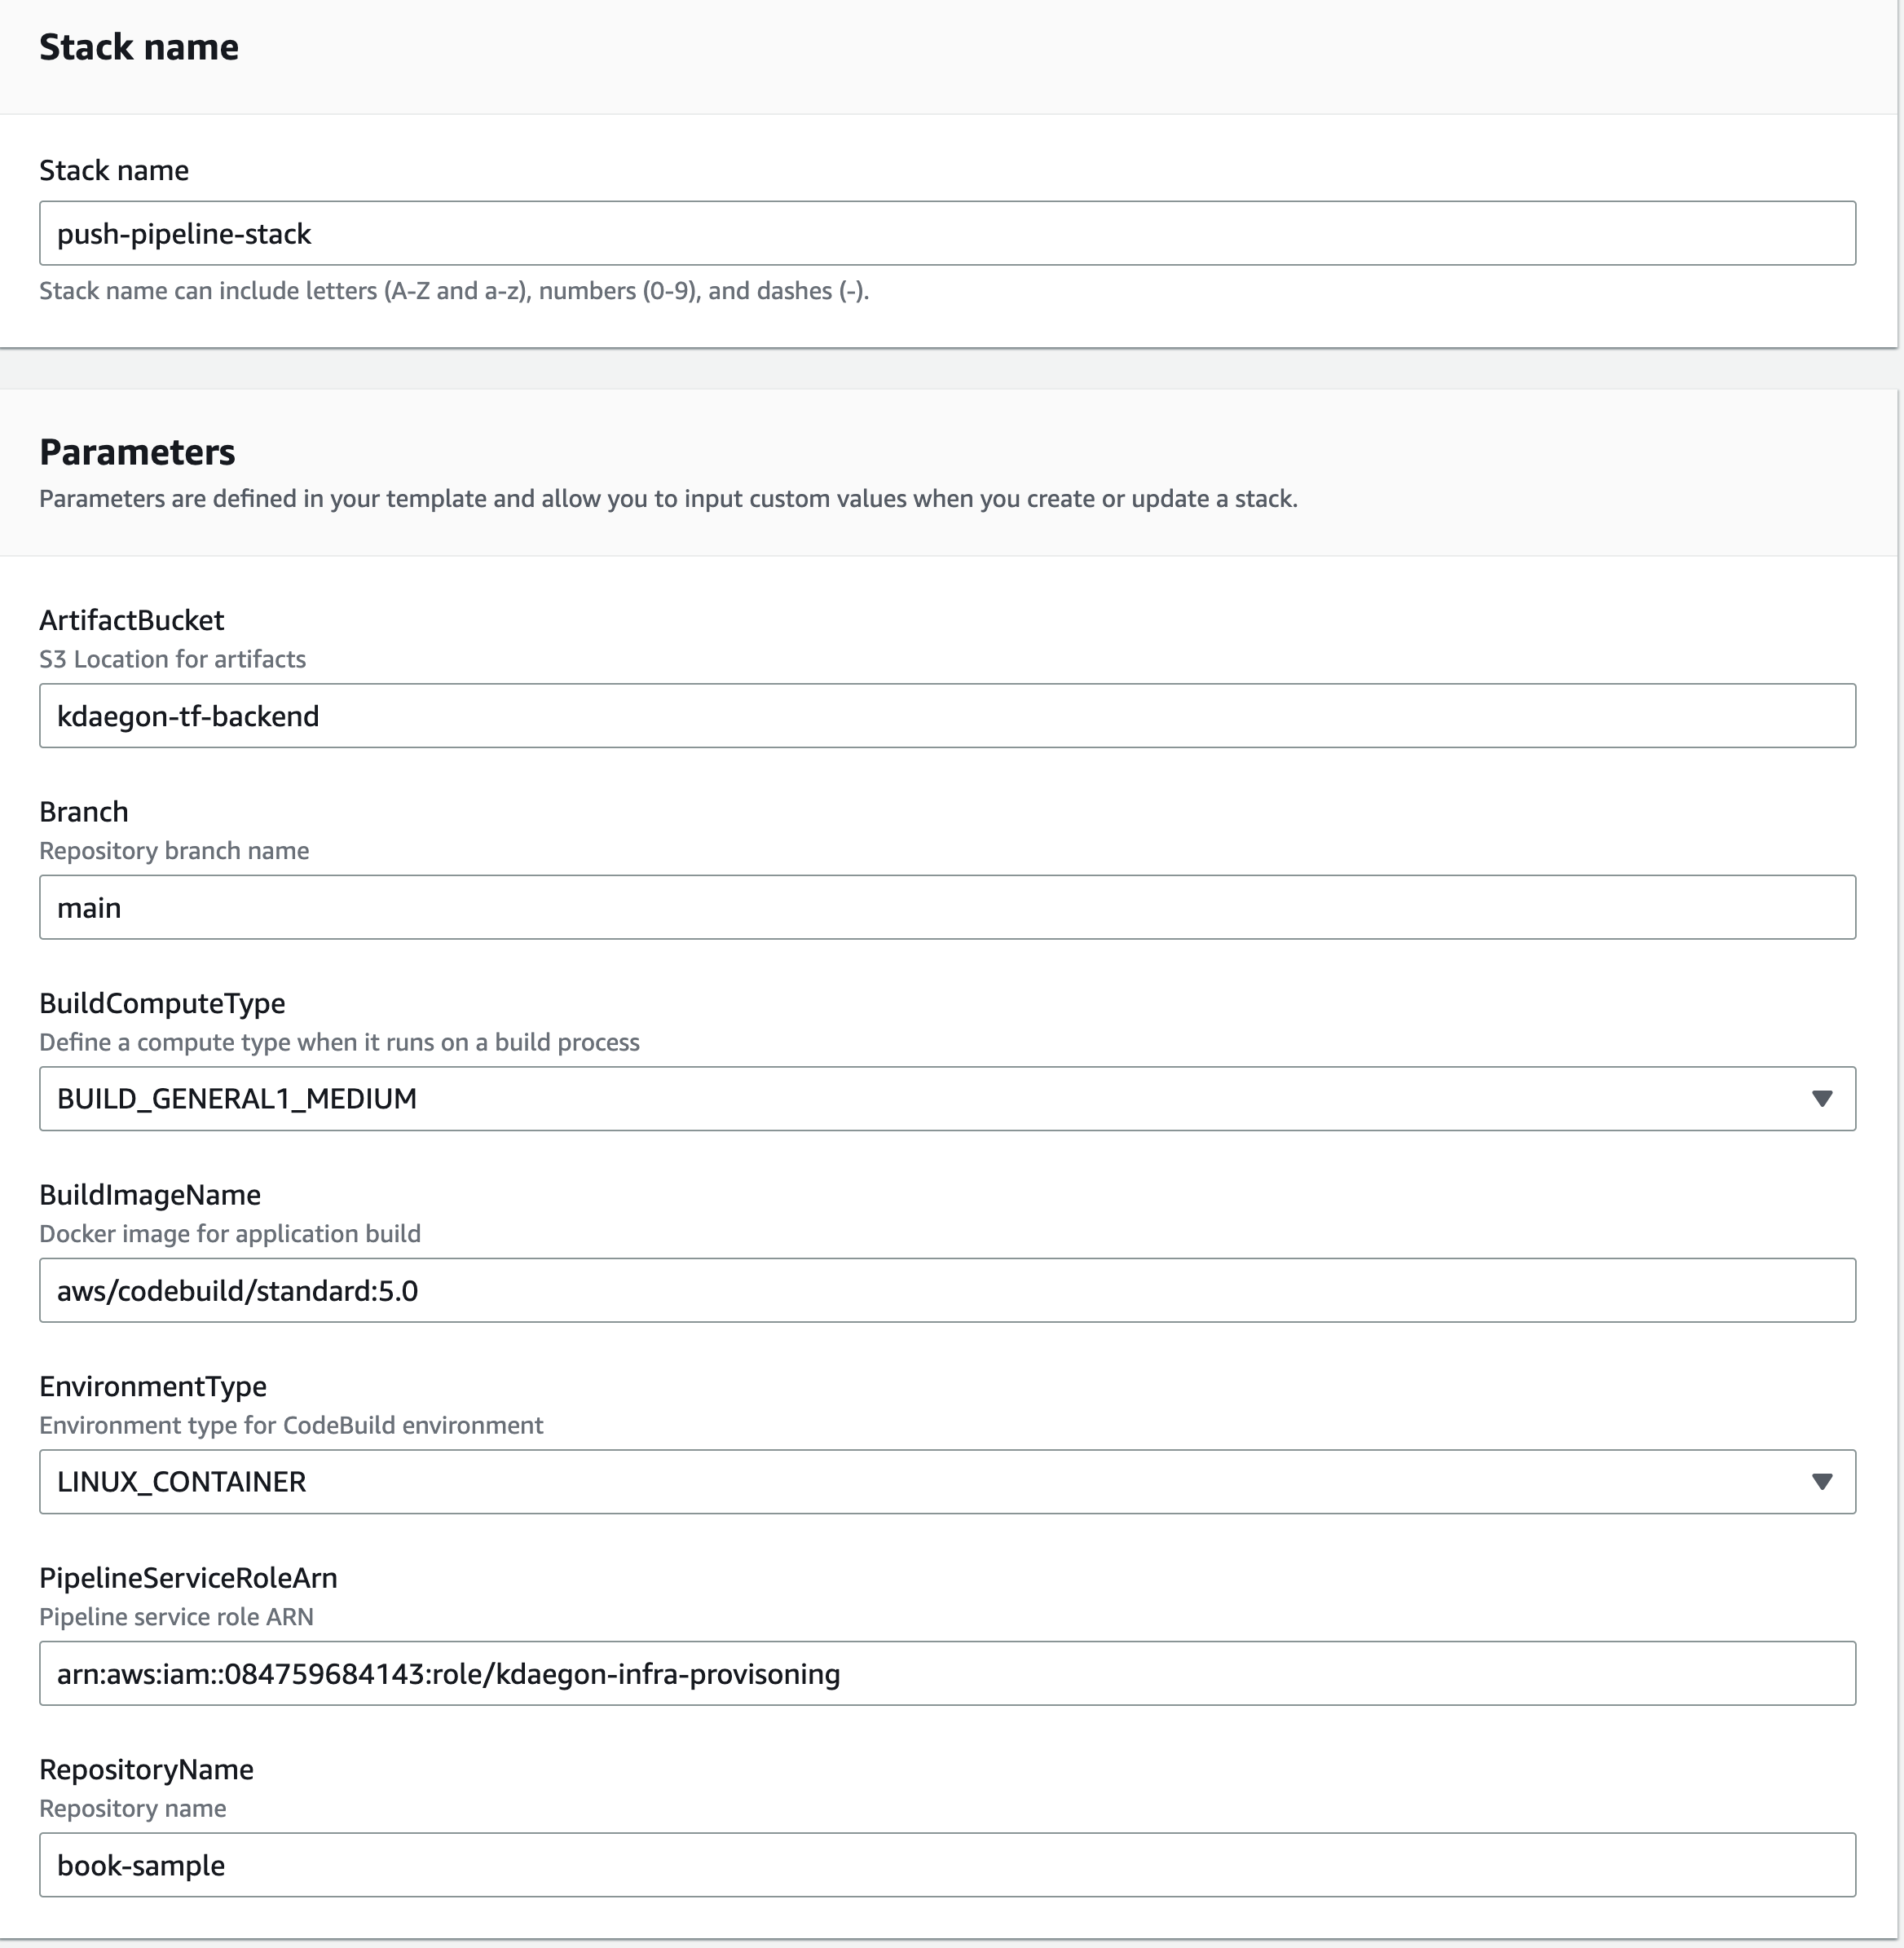 Stack name
Stack name
push-pipeline-stack
Stack name can include letters (A-Z and a-z), numbers (0-9), and dashes (-).
Parameters
Parameters are defined in your template and allow you to input custom values when you create or update a stack.
ArtifactBucket
S3 Location for artifacts
kdaegon-tf-backend
Branch
Repository branch name
main
BuildComputeType
Define a compute type when it runs on a build process
BUILD_GENERAL1_MEDIUM
BuildImageName
Docker image for application build
aws/codebuild/standard:5.0
EnvironmentType
Environment type for CodeBuild environment
LINUX_CONTAINER
PipelineServiceRoleArn
Pipeline service role ARN
arn:aws:iam::084759684143:role/kdaegon-infra-provisoning
RepositoryName
Repository name
book-sample